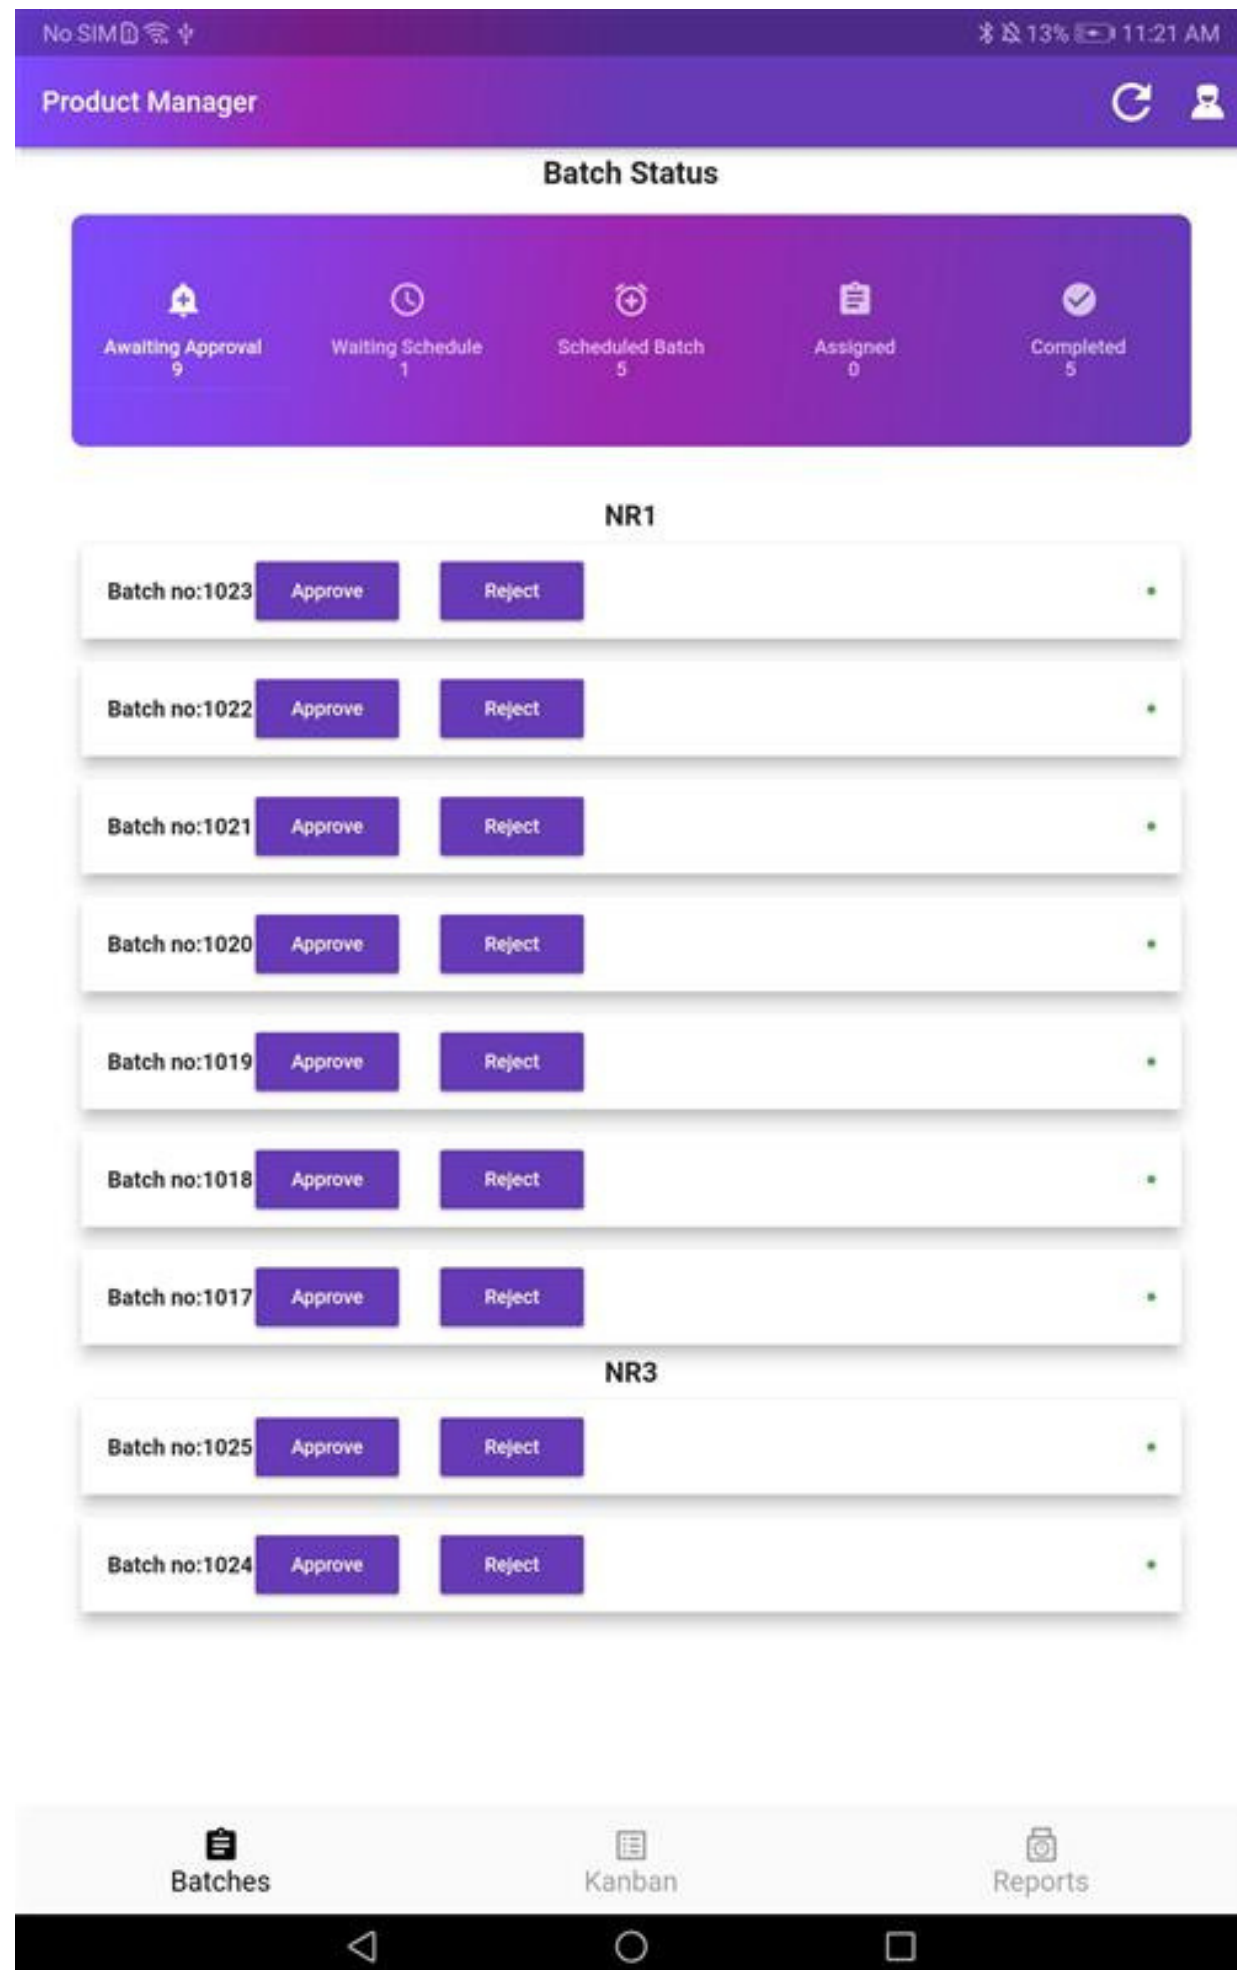 No SIM 13% 11:21 AM
Product Manager
Batch Status
Awaiting Approval
9
Waiting Schedule
1
Scheduled Batch
5
Assigned
0
Completed
5
NR1
Batch no:1023 Approve Reject
Batch no:1022 Approve Reject
Batch no:1021 Approve Reject
Batch no:1020 Approve Reject
Batch no:1019 Approve Reject
Batch no:1018 Approve Reject
Batch no:1017 Approve Reject
NR3
Batch no:1025 Approve Reject
Batch no:1024 Approve Reject
Batches Kanban Reports